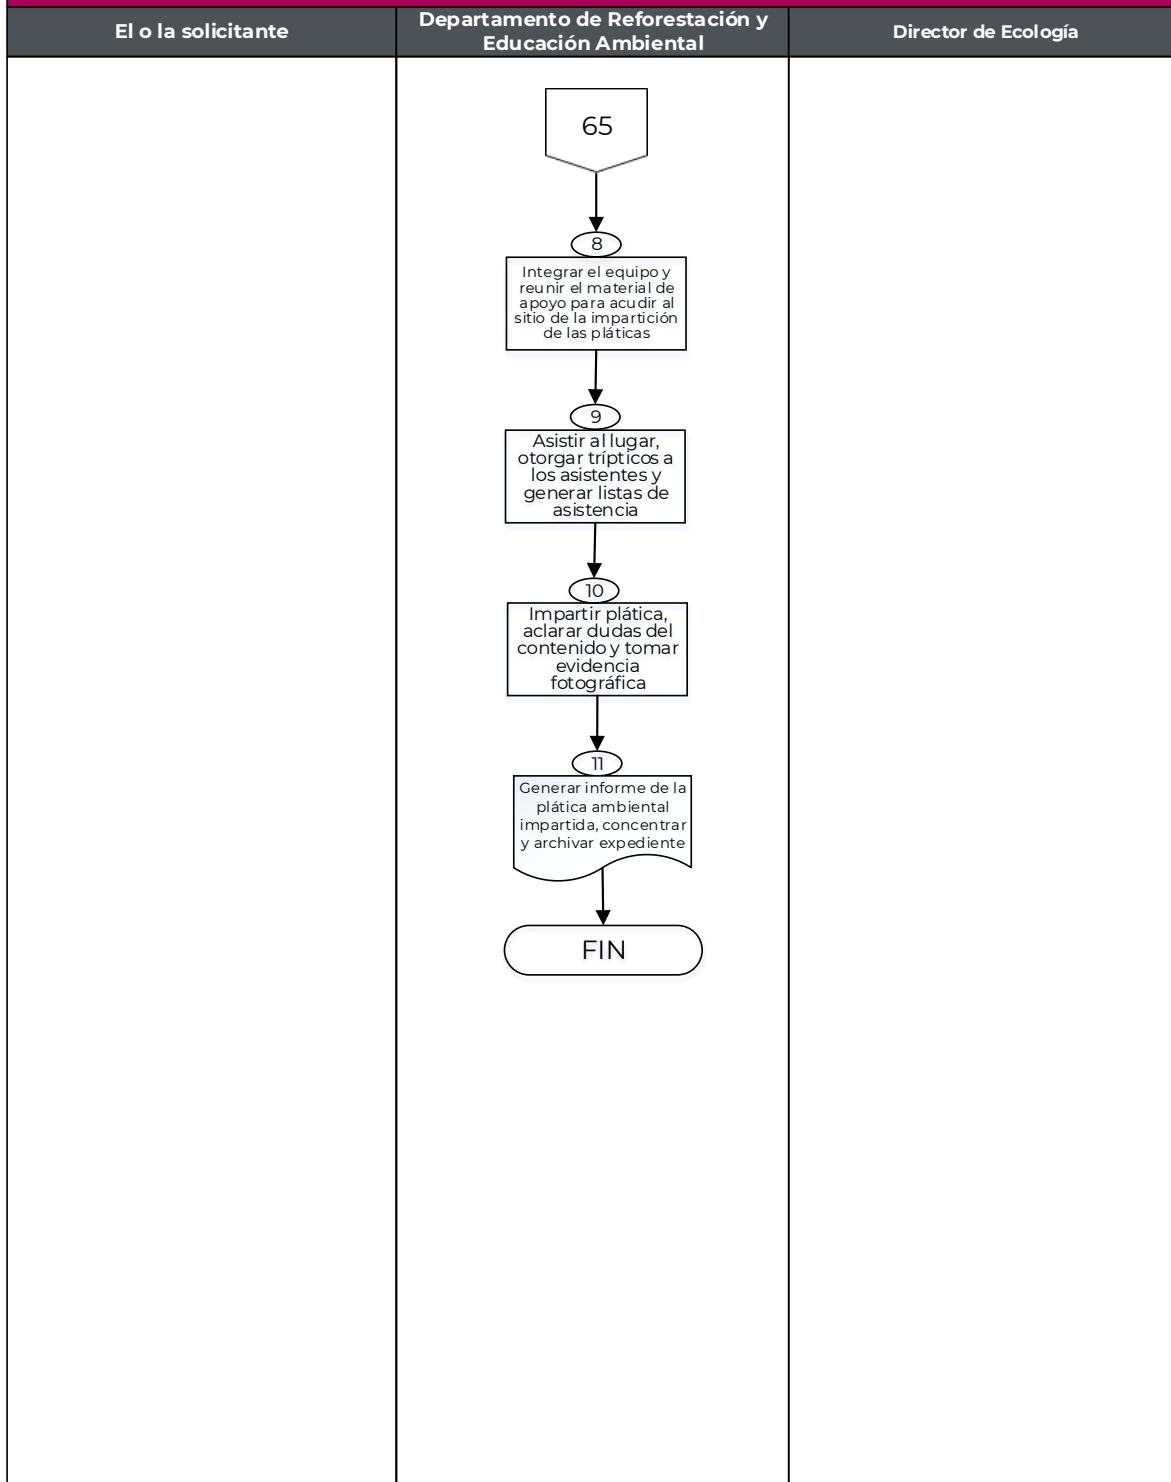 El o la solicitante
Departamento de Reforestación y
Educación Ambiental
Director de Ecología
65
8
Integrar el equipo y
reunir el material de
apoyo para acudir al
sitio de la impartición
de las pláticas
9
Asistir al lugar,
otorgar trípticos a
los asistentes y
generar listas de
asistencia
10
Impartir plática,
aclarar dudas del
contenido y tomar
evidencia
fotográfica
11
Generar informe de la
plática ambiental
impartida, concentrar
y archivar expediente
FIN